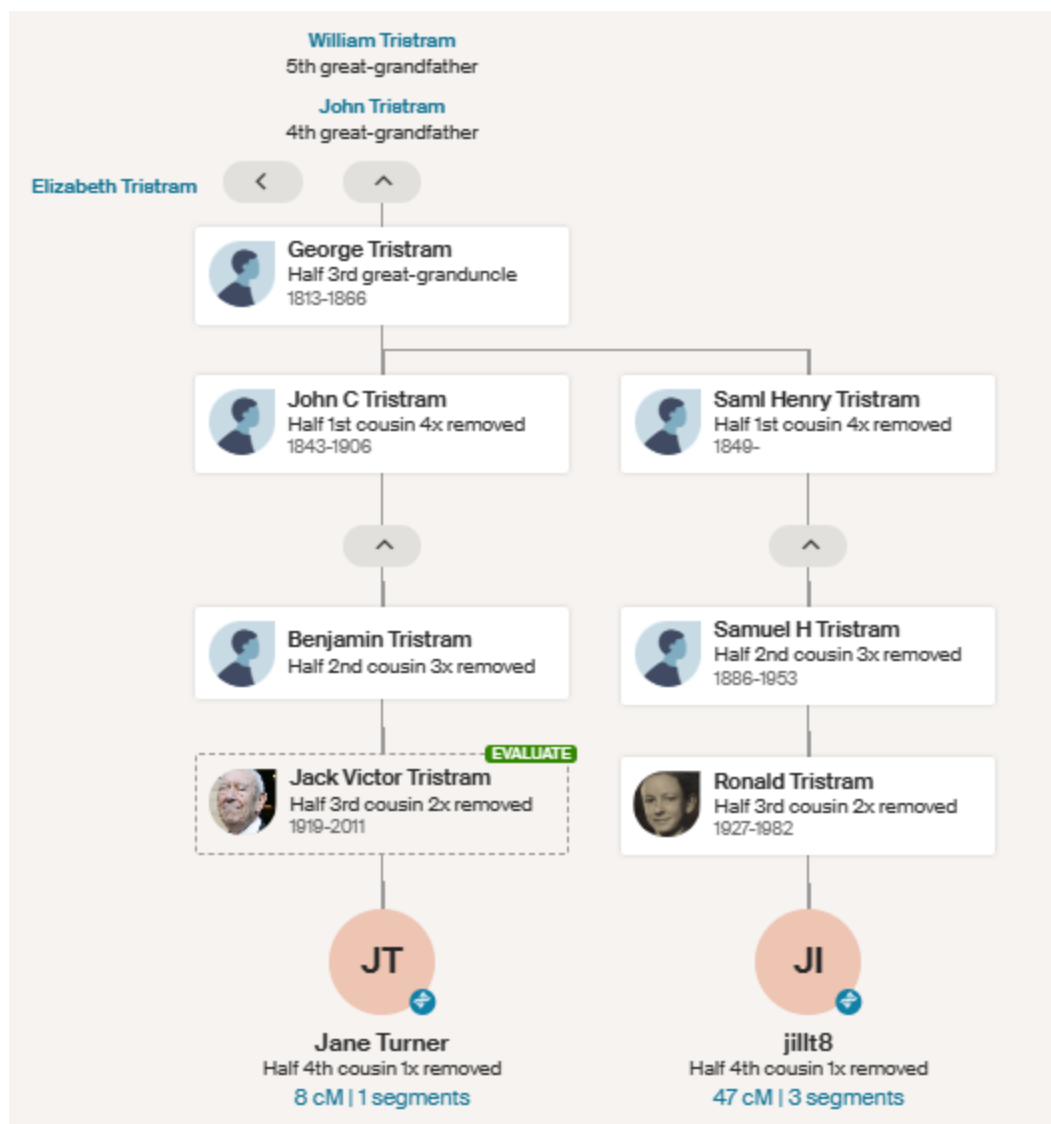 William Tristram
5th great-grandfather
John Tristram
4th great-grandfather
Elizabeth Tristram
George Tristram
Half 3rd great-granduncle
1813-1866
John C Tristram
Half 1st cousin 4x removed
1843-1906
Saml Henry Tristram
Half 1st cousin 4x removed
1849-
Benjamin Tristram
Half 2nd cousin 3x removed
Samuel H Tristram
Half 2nd cousin 3x removed
1886-1953
EVALUATE
Jack Victor Tristram
Half 3rd cousin 2x removed
1919-2011
Ronald Tristram
Half 3rd cousin 2x removed
1927-1982
JT
Jane Turner
Half 4th cousin 1x removed
8 cM | 1 segments
JI
jillt8
Half 4th cousin 1x removed
47 cM | 3 segments